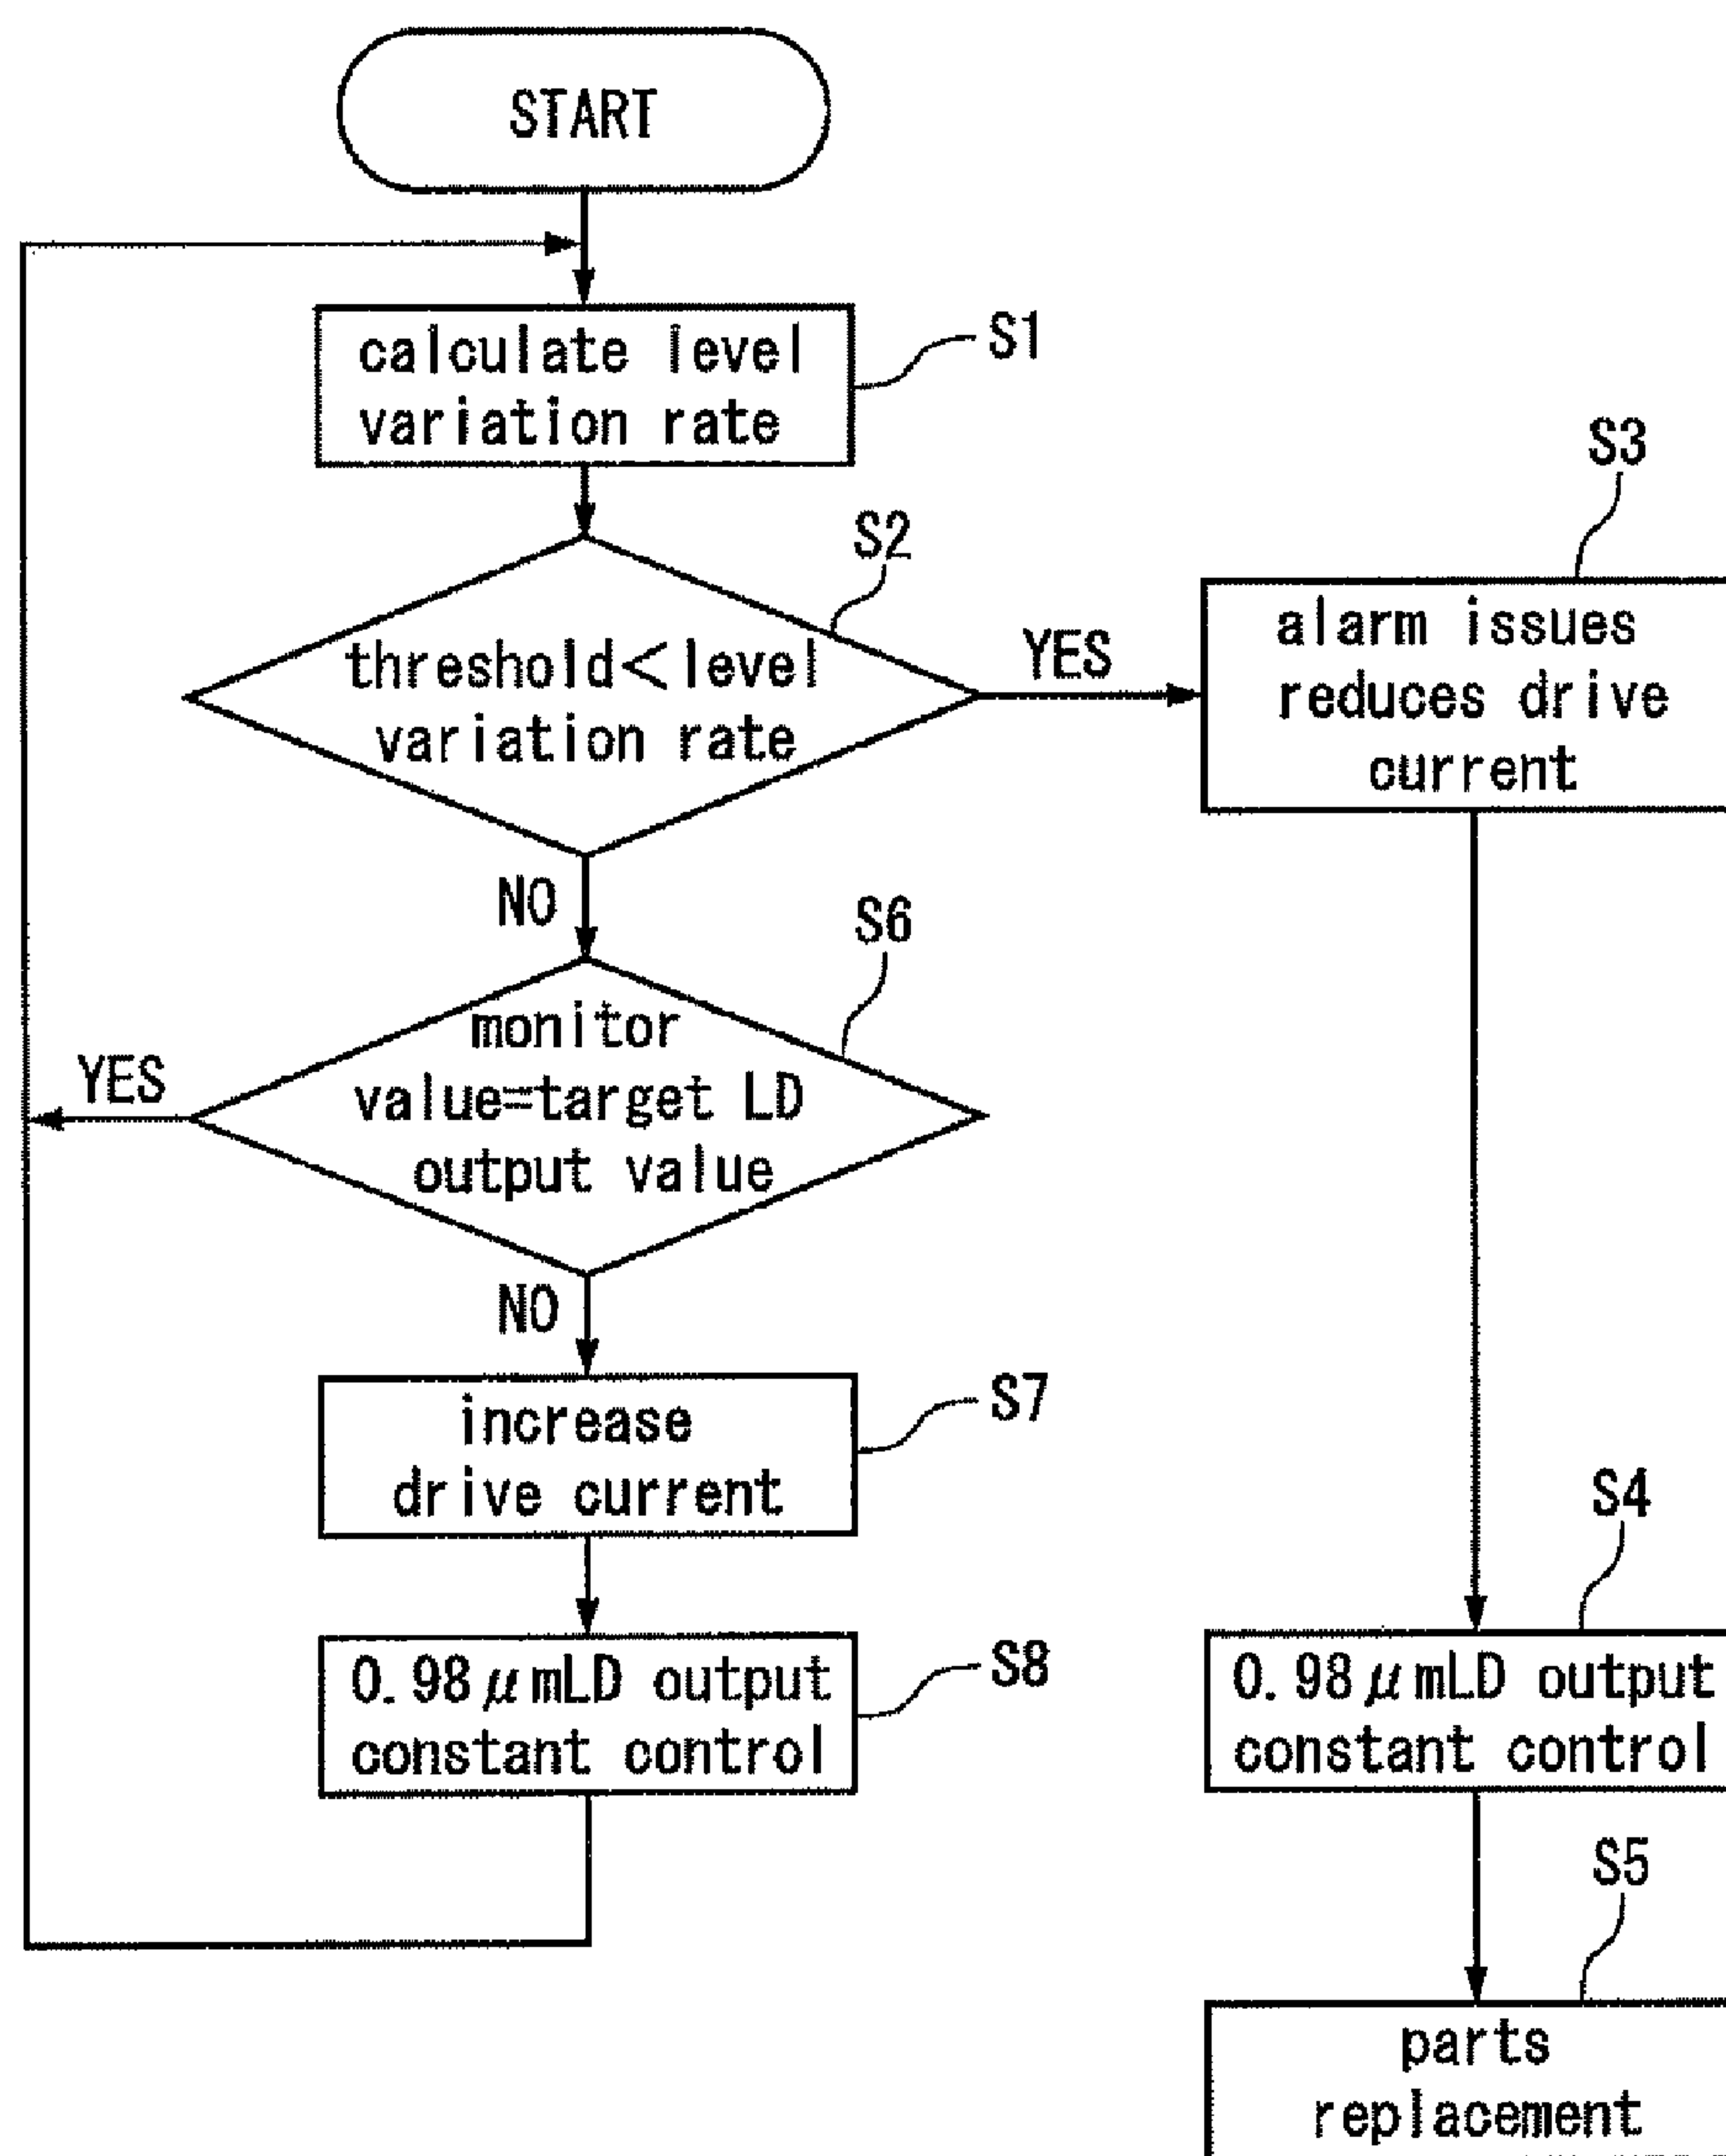 START
calculate level
variation rate
S1
S2
threshold<level
variation rate
YES
S3
alarm issues
reduces drive
current
NO
S6
monitor
value=target LD
output value
YES
NO
increase
drive current
S7
0.98μmLD output
constant control
S8
S4
0.98μmLD output
constant control
S5
parts
replacement